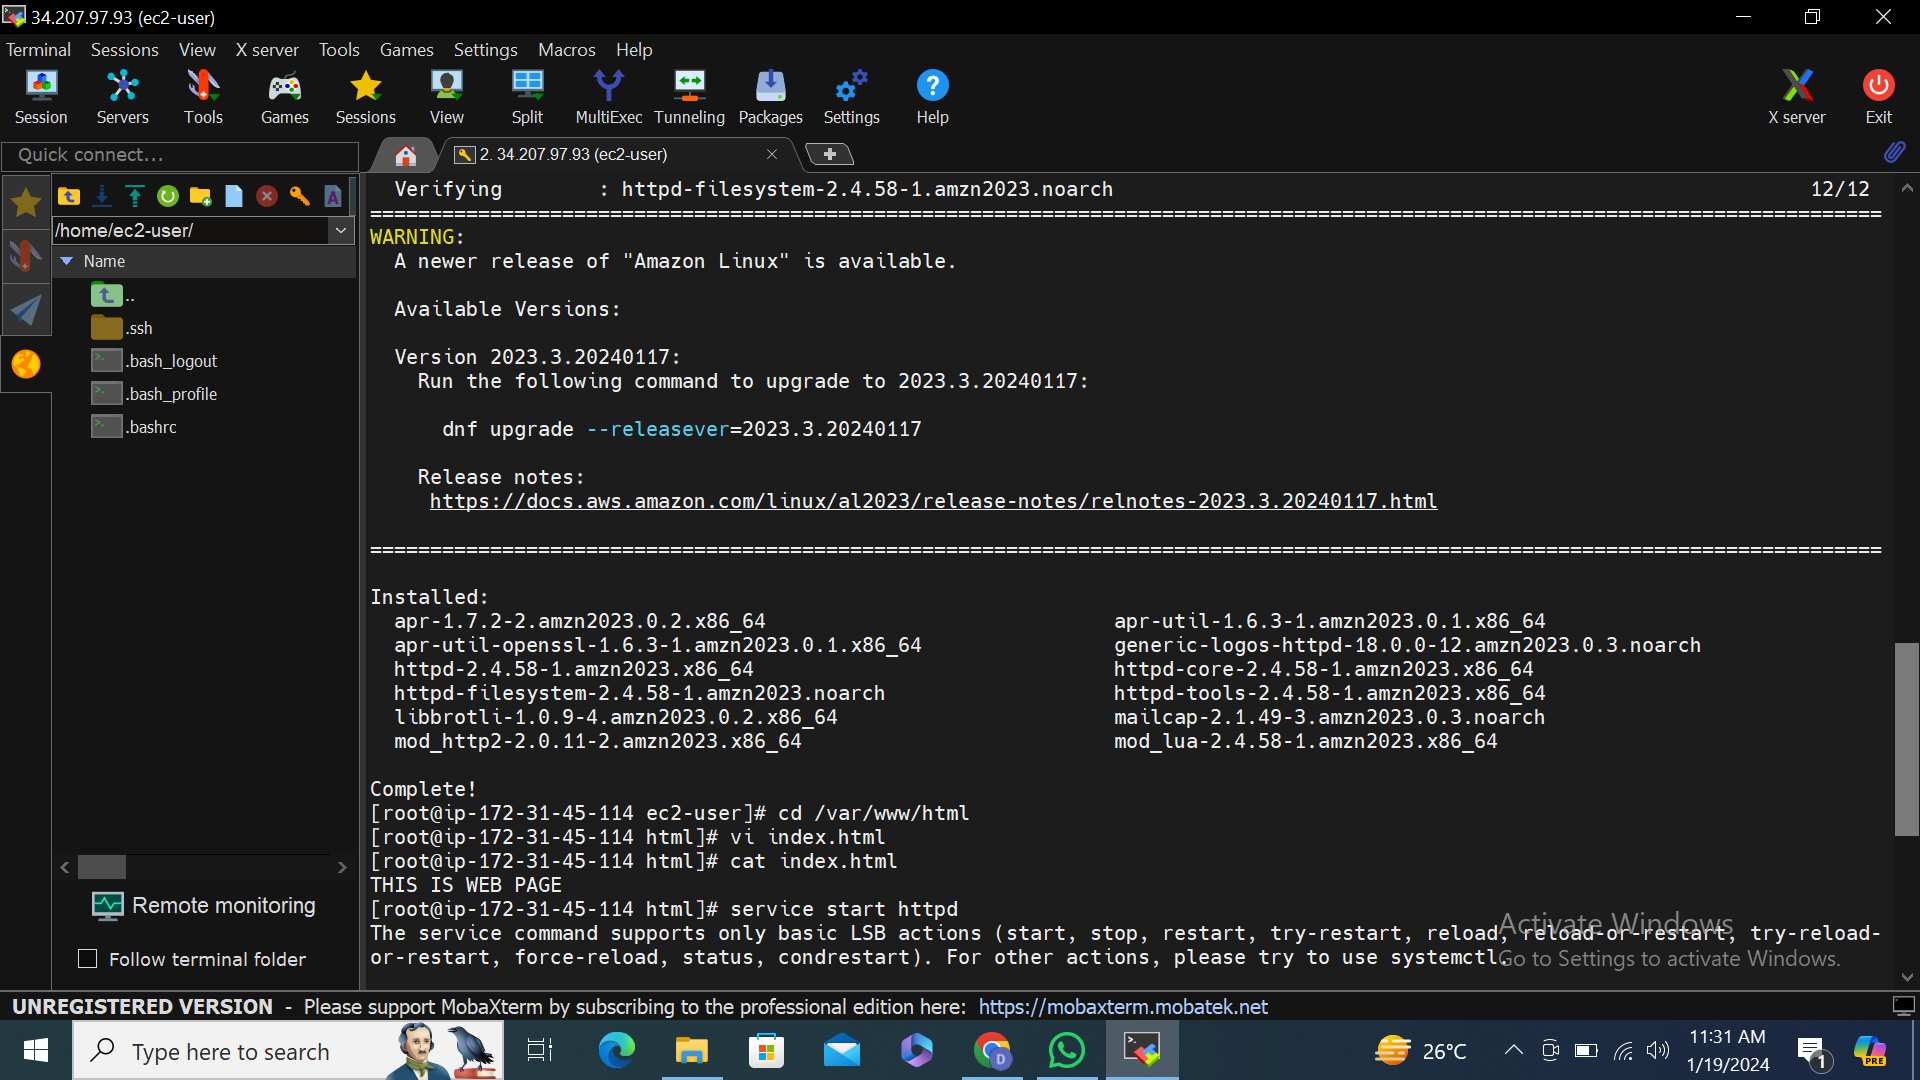 34.207.97.93 (ec2-user)
Terminal Sessions View X server Tools Games Settings Macros Help
Session Servers Tools Games Sessions View Split MultiExec Tunneling Packages Settings Help X server Exit
Quick connect...
2. 34.207.97.93 (ec2-user)
/home/ec2-user/
Name
..
.ssh
.bash_logout
.bash_profile
.bashrc
Remote monitoring
Follow terminal folder
Verifying : httpd-filesystem-2.4.58-1.amzn2023.noarch 12/12
==============================================================================================================================
WARNING:
A newer release of "Amazon Linux" is available.
Available Versions:
Version 2023.3.20240117:
Run the following command to upgrade to 2023.3.20240117:
dnf upgrade --releasever=2023.3.20240117
Release notes:
https://docs.aws.amazon.com/linux/al2023/release-notes/relnotes-2023.3.20240117.html
==============================================================================================================================
Installed:
apr-1.7.2-2.amzn2023.0.2.x86_64 apr-util-1.6.3-1.amzn2023.0.1.x86_64
apr-util-openssl-1.6.3-1.amzn2023.0.1.x86_64 generic-logos-httpd-18.0.0-12.amzn2023.0.3.noarch
httpd-2.4.58-1.amzn2023.x86_64 httpd-core-2.4.58-1.amzn2023.x86_64
httpd-filesystem-2.4.58-1.amzn2023.noarch httpd-tools-2.4.58-1.amzn2023.x86_64
libbrotli-1.0.9-4.amzn2023.0.2.x86_64 mailcap-2.1.49-3.amzn2023.0.3.noarch
mod_http2-2.0.11-2.amzn2023.x86_64 mod_lua-2.4.58-1.amzn2023.x86_64
Complete!
[root@ip-172-31-45-114 ec2-user]# cd /var/www/html
[root@ip-172-31-45-114 html]# vi index.html
[root@ip-172-31-45-114 html]# cat index.html
THIS IS WEB PAGE
[root@ip-172-31-45-114 html]# service start httpd
The service command supports only basic LSB actions (start, stop, restart, try-restart, reload, reload-or-restart, try-reload-
or-restart, force-reload, status, condrestart). For other actions, please try to use systemctl.
Activate Windows
Go to Settings to activate Windows.
UNREGISTERED VERSION - Please support MobaXterm by subscribing to the professional edition here: https://mobaxterm.mobatek.net
Type here to search
D
26°C
11:31 AM
1/19/2024
1
PRE